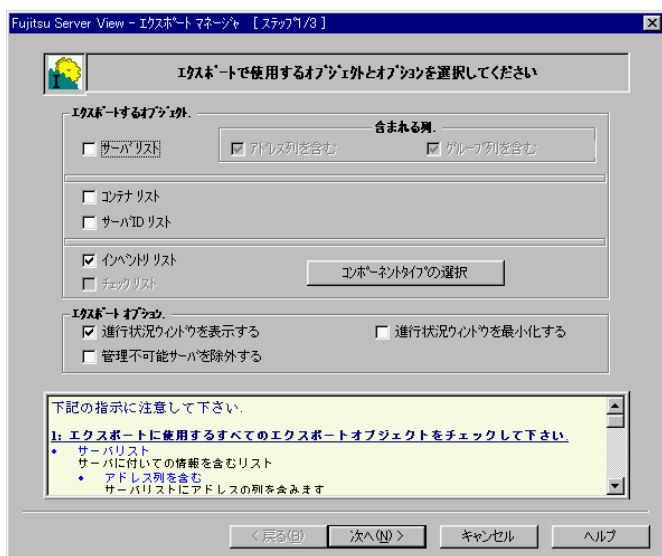 Fujitsu Server View - ｴｸｽﾎﾟｰﾄ ﾏﾈｰｼﾞｬ [ ｽﾃｯﾌﾟ1/3 ]
ｴｸｽﾎﾟｰﾄで使用するｵﾌﾞｼﾞｪｸﾄとｵﾌﾟｼｮﾝを選択してください
ｴｸｽﾎﾟｰﾄするｵﾌﾞｼﾞｪｸﾄ.
含まれる列.
ｻｰﾊﾞ ﾘｽﾄ
ｱﾄﾞﾚｽ列を含む
ｸﾞﾙｰﾌﾟ列を含む
ｺﾝﾃﾅ ﾘｽﾄ
ｻｰﾊﾞID ﾘｽﾄ
ｲﾝﾍﾞﾝﾄﾘ ﾘｽﾄ
ｺﾝﾎﾟｰﾈﾝﾄﾀｲﾌﾟの選択
ﾁｪｯｸ ﾘｽﾄ
ｴｸｽﾎﾟｰﾄ ｵﾌﾟｼｮﾝ.
進行状況ｳｨﾝﾄﾞｳを表示する
進行状況ｳｨﾝﾄﾞｳを最小化する
管理不可能ｻｰﾊﾞを除外する
下記の指示に注意して下さい.
1: エクスポートに使用するすべてのエクスポートオブジェクトをチェックして下さい.
• サーバリスト
サーバに付いての情報を含むリスト
• アドレス列を含む
サーバリストにアドレスの列を含みます
< 戻る(B)
次へ(N) >
キャンセル
ヘルプ